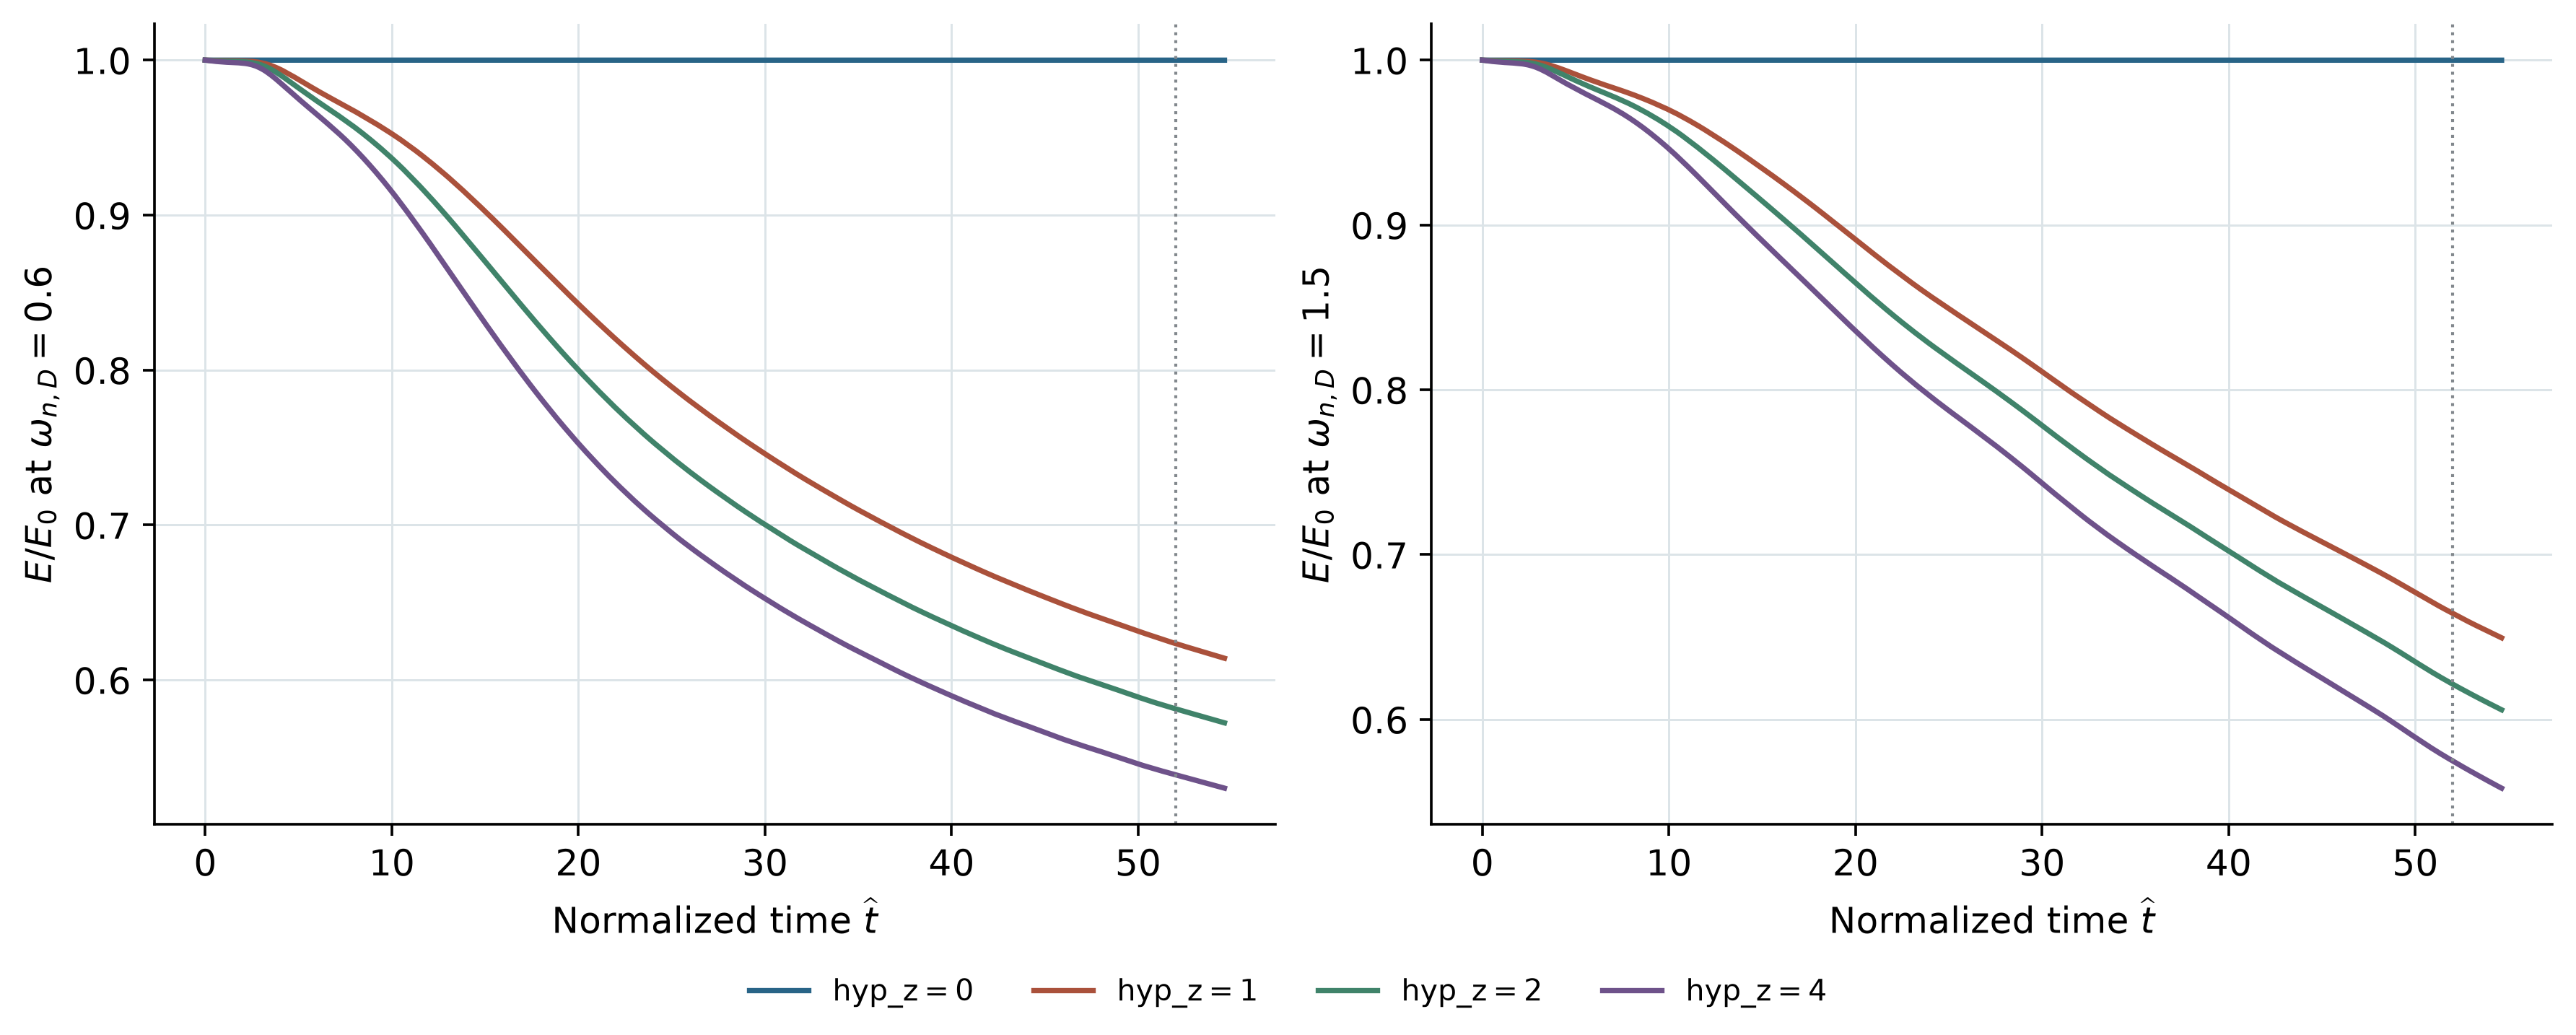 E/E₀ at ωₙ,D = 0.6
1.0
0.9
0.8
0.7
0.6
0 10 20 30 40 50
Normalized time t̂
E/E₀ at ωₙ,D = 1.5
1.0
0.9
0.8
0.7
0.6
0 10 20 30 40 50
Normalized time t̂
hyp_z = 0 hyp_z = 1 hyp_z = 2 hyp_z = 4